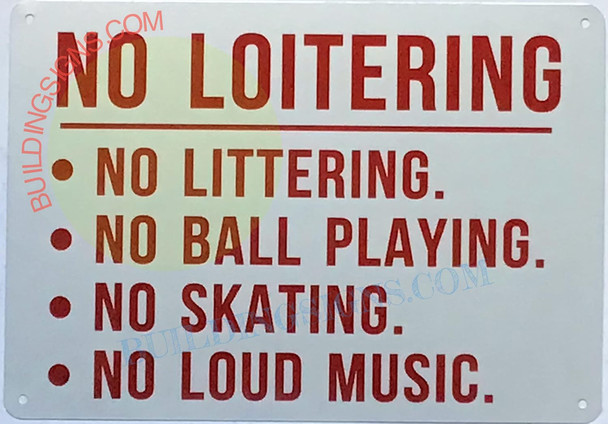 BUILDINGSIGNS.COM
NO LOITERING
• NO LITTERING.
• NO BALL PLAYING.
• NO SKATING.
• NO LOUD MUSIC.
BUILDINGSIGNS.COM